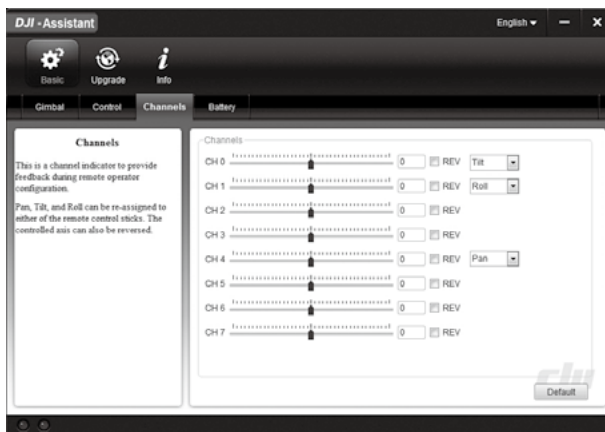 DJI - Assistant
English
Basic
Upgrade
Info
Gimbal
Control
Channels
Battery
Channels
This is a channel indicator to provide
feedback during remote operator
configuration.
Pan, Tilt, and Roll can be re-assigned to
either of the remote control sticks. The
controlled axis can also be reversed.
Channels
CH 0 0 REV Tilt
CH 1 0 REV Roll
CH 2 0 REV
CH 3 0 REV
CH 4 0 REV Pan
CH 5 0 REV
CH 6 0 REV
CH 7 0 REV
dji
Default